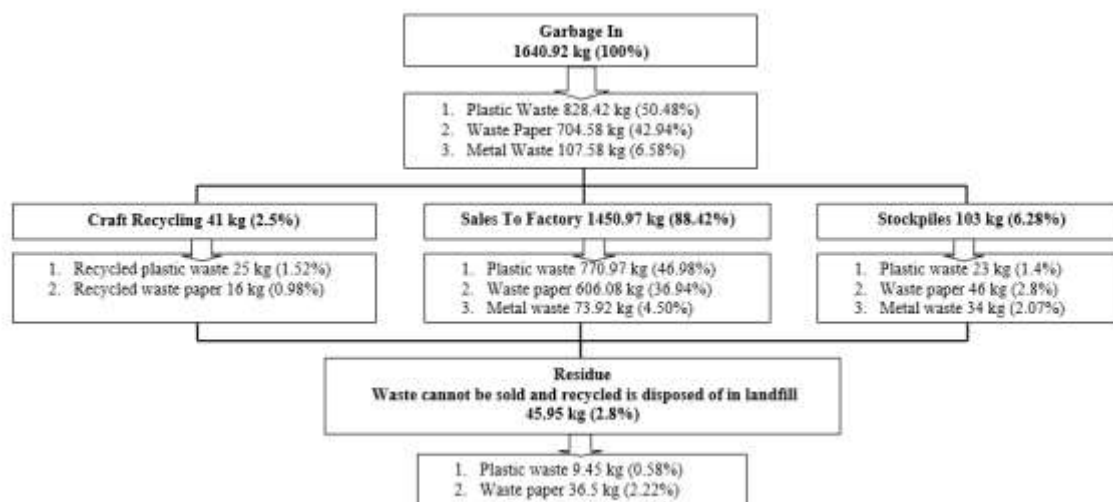 Garbage In
1640.92 kg (100%)
1. Plastic Waste 828.42 kg (50.48%)
2. Waste Paper 704.58 kg (42.94%)
3. Metal Waste 107.58 kg (6.58%)
Craft Recycling 41 kg (2.5%)
Sales To Factory 1450.97 kg (88.42%)
Stockpiles 103 kg (6.28%)
1. Recycled plastic waste 25 kg (1.52%)
2. Recycled waste paper 16 kg (0.98%)
1. Plastic waste 770.97 kg (46.98%)
2. Waste paper 606.08 kg (36.94%)
3. Metal waste 73.92 kg (4.50%)
1. Plastic waste 23 kg (1.4%)
2. Waste paper 46 kg (2.8%)
3. Metal waste 34 kg (2.07%)
Residue
Waste cannot be sold and recycled is disposed of in landfill
45.95 kg (2.8%)
1. Plastic waste 9.45 kg (0.58%)
2. Waste paper 36.5 kg (2.22%)